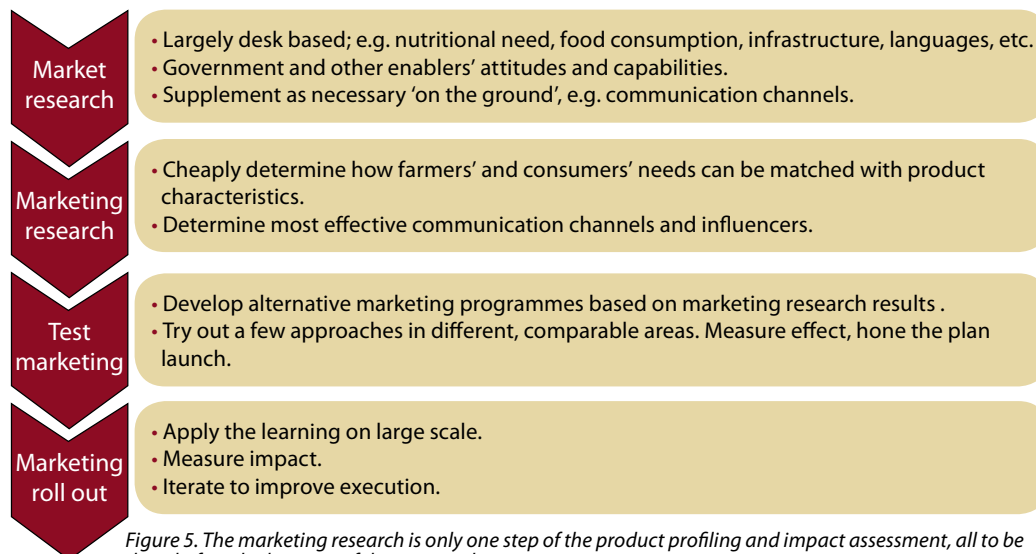 Market
research
• Largely desk based; e.g. nutritional need, food consumption, infrastructure, languages, etc.
• Government and other enablers’ attitudes and capabilities.
• Supplement as necessary ‘on the ground’, e.g. communication channels.
Marketing
research
• Cheaply determine how farmers’ and consumers’ needs can be matched with product
characteristics.
• Determine most effective communication channels and influencers.
Test
marketing
• Develop alternative marketing programmes based on marketing research results .
• Try out a few approaches in different, comparable areas. Measure effect, hone the plan
launch.
Marketing
roll out
• Apply the learning on large scale.
• Measure impact.
• Iterate to improve execution.
Figure 5. The marketing research is only one step of the product profiling and impact assessment, all to be